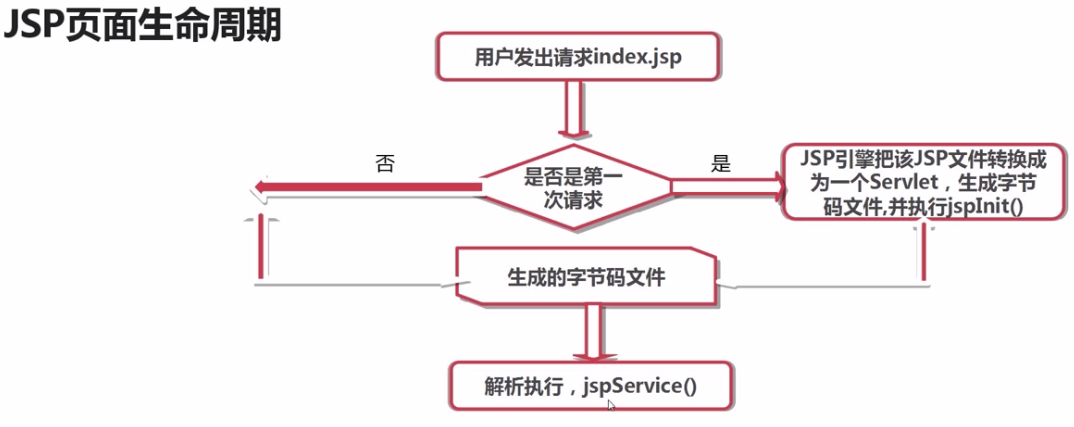 JSP页面生命周期
用户发出请求index.jsp
否
是否是第一
次请求
是
JSP引擎把该JSP文件转换成
为一个Servlet，生成字节
码文件,并执行jspInit()
生成的字节码文件
解析执行，jspService()